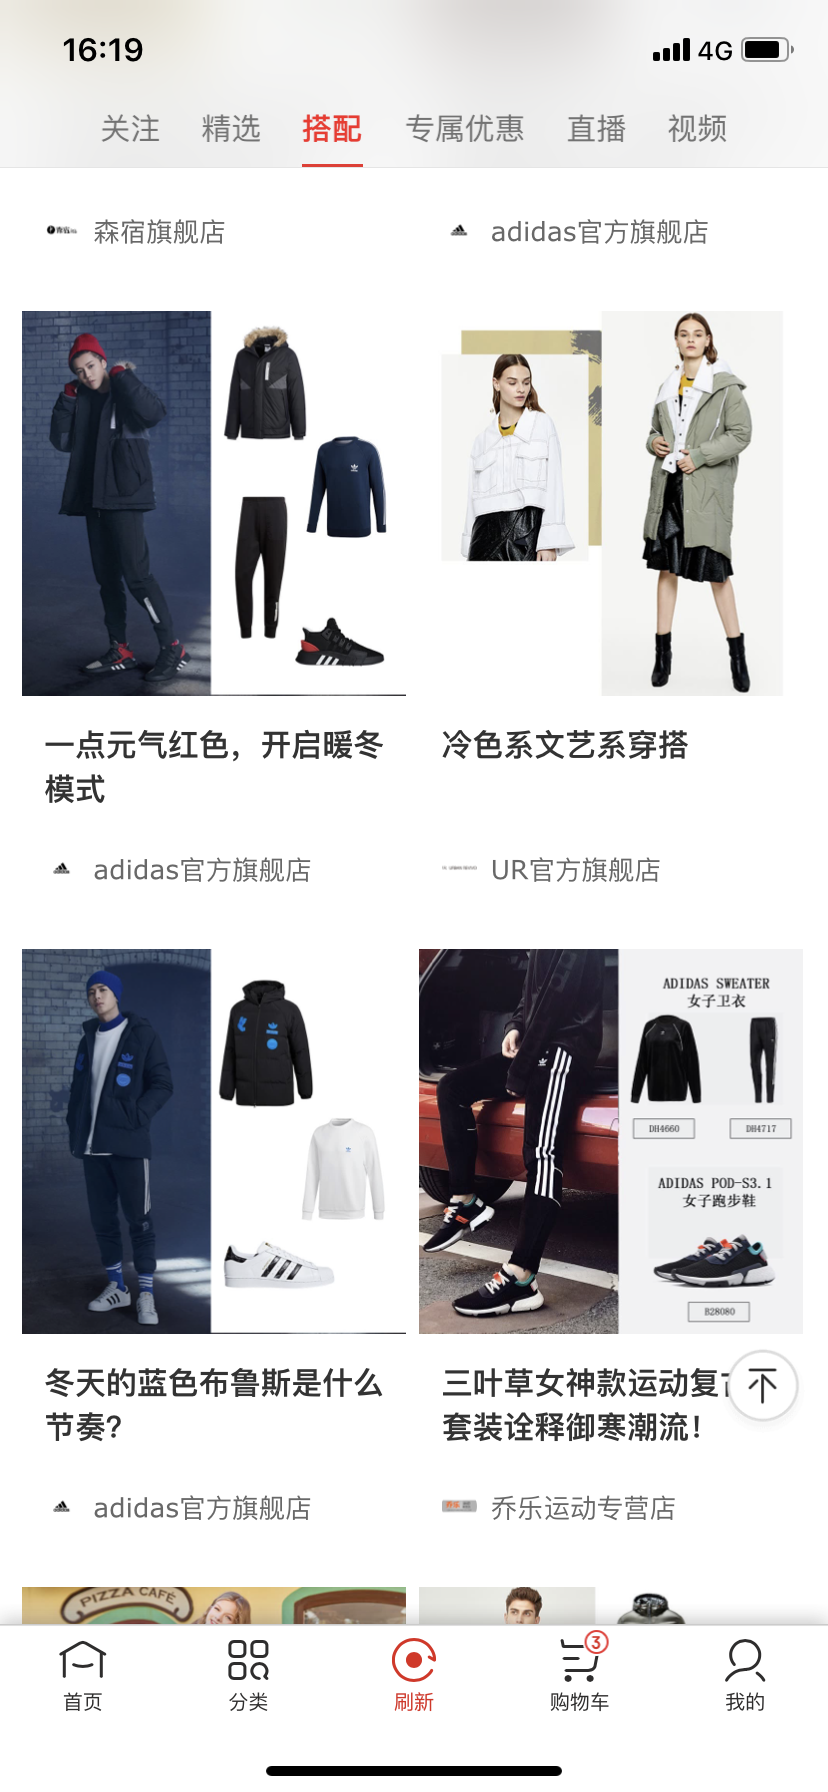 16:19
4G
关注 精选 搭配 专属优惠 直播 视频
森宿旗舰店
adidas官方旗舰店
一点元气红色，开启暖冬
模式
adidas官方旗舰店
冷色系文艺系穿搭
UR官方旗舰店
ADIDAS SWEATER
女子卫衣
DH4660
DH4717
ADIDAS POD-S3.1
女子跑步鞋
B28080
冬天的蓝色布鲁斯是什么
节奏？
adidas官方旗舰店
三叶草女神款运动复
套装诠释御寒潮流！
乔乐运动专营店
PIZZA CAFÉ
3
首页 分类 刷新 购物车 我的